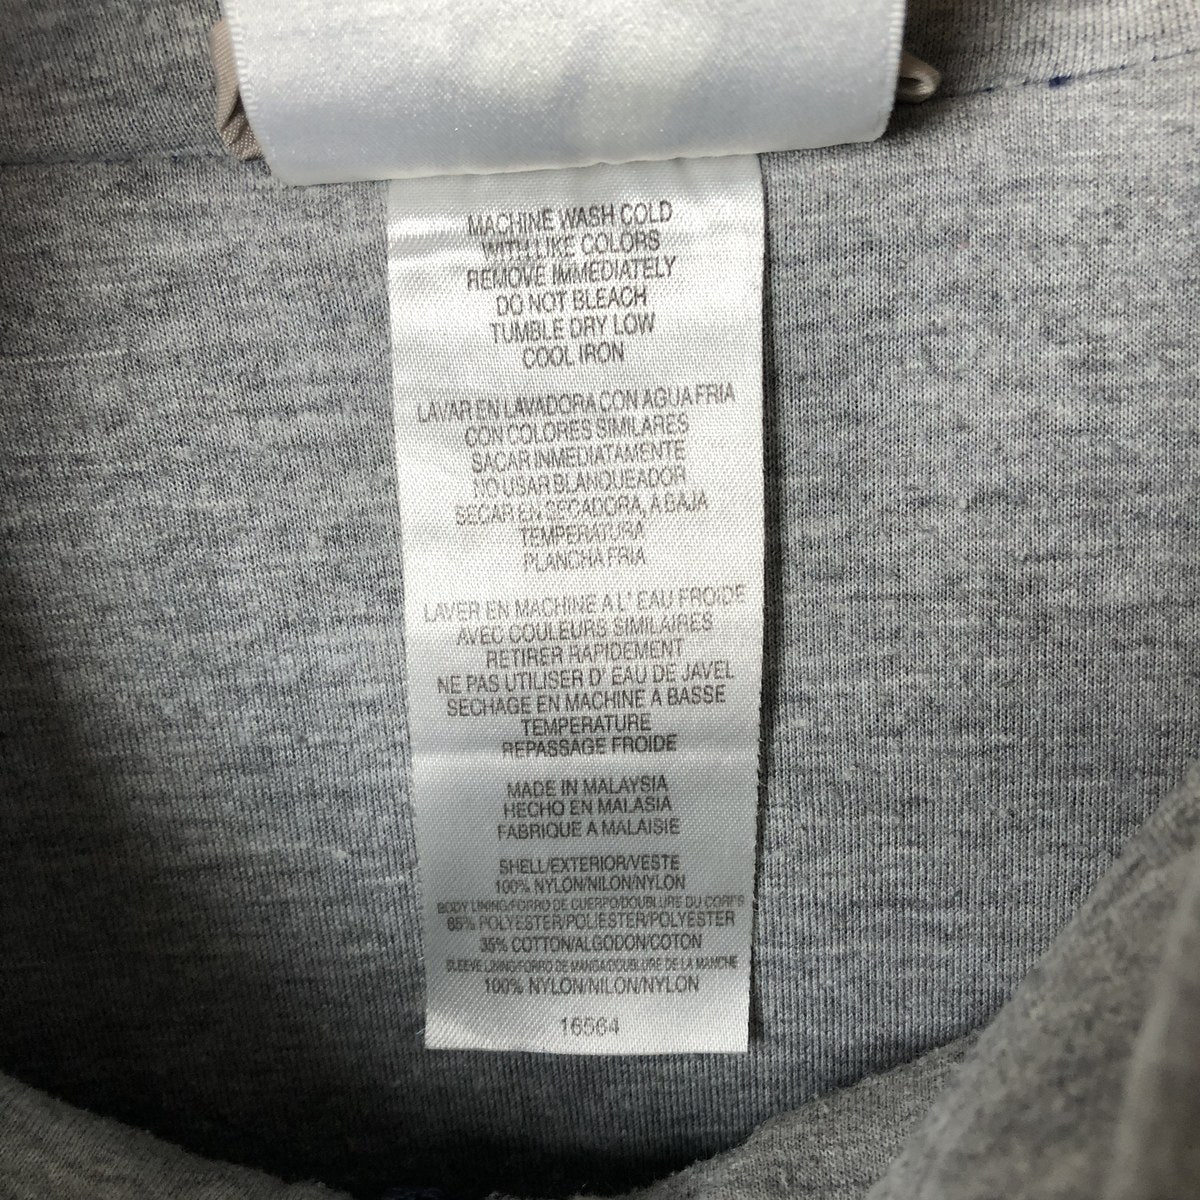 MACHINE WASH COLD
WITH LIKE COLORS
REMOVE IMMEDIATELY
DO NOT BLEACH
TUMBLE DRY LOW
COOL IRON
LAVAR EN LAVADORA CON AGUA FRIA
CON COLORES SIMILARES
SACAR INMEDIATAMENTE
NO USAR BLANQUEADOR
SECAR EN SECADORA, A BAJA
TEMPERATURA
PLANCHA FRIA
LAVER EN MACHINE A L' EAU FROIDE
AVEC COULEURS SIMILAIRES
RETIRER RAPIDEMENT
NE PAS UTILISER D' EAU DE JAVEL
SECHAGE EN MACHINE A BASSE
TEMPERATURE
REPASSAGE FROIDE
MADE IN MALAYSIA
HECHO EN MALASIA
FABRIQUE A MALAISIE
SHELL/EXTERIOR/VESTE
100% NYLON/NILON/NYLON
BODY LINING/FORRO DE CUERPO/DOUBLURE DU CORPS
65% POLYESTER/POLIESTER/POLYESTER
35% COTTON/ALGODON/COTON
SLEEVE LINING/FORRO DE MANGA/DOUBLURE DE LA MANCHE
100% NYLON/NILON/NYLON
16564